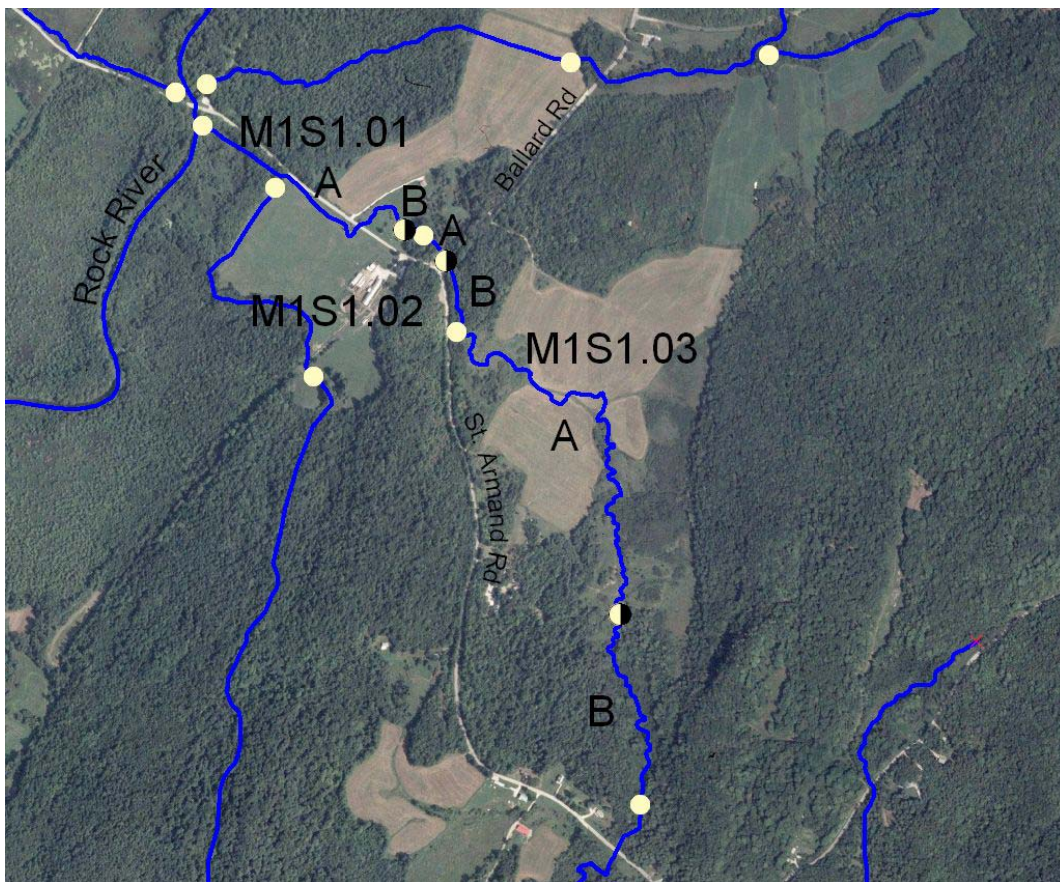 M1S1.01
Ballard Rd
A
Rock River
B
A
B
M1S1.02
M1S1.03
A
St. Armand Rd
B